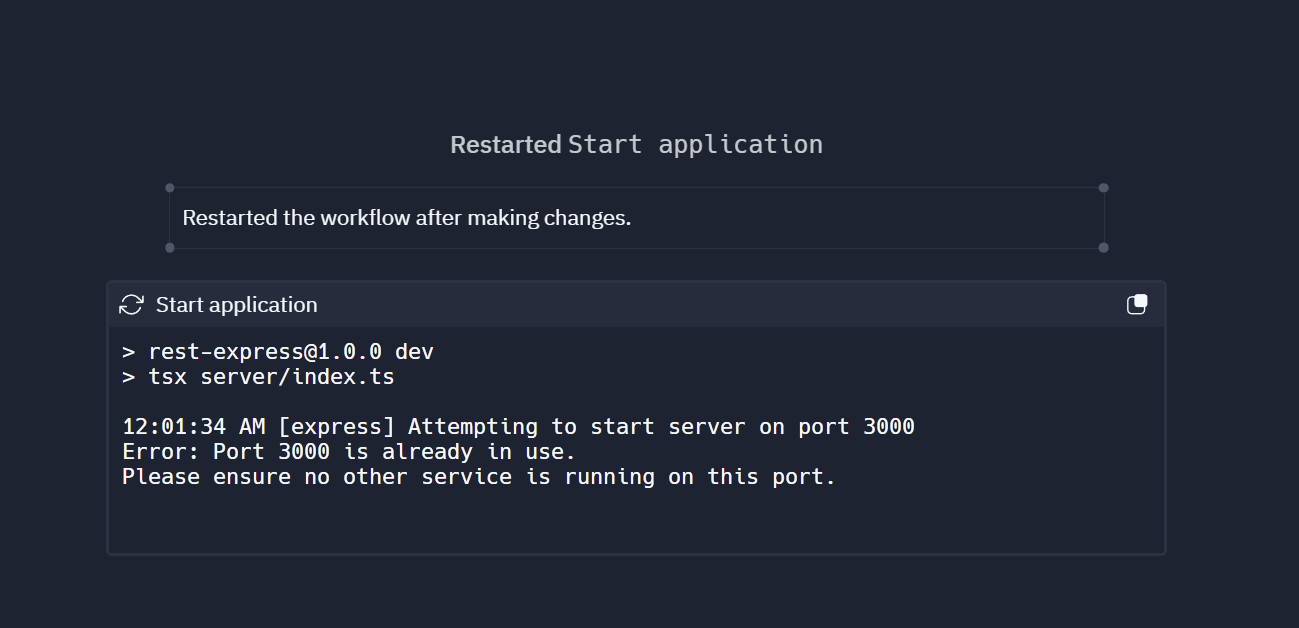 Restarted Start application
Restarted the workflow after making changes.
Start application
> rest-express@1.0.0 dev
> tsx server/index.ts
12:01:34 AM [express] Attempting to start server on port 3000
Error: Port 3000 is already in use.
Please ensure no other service is running on this port.